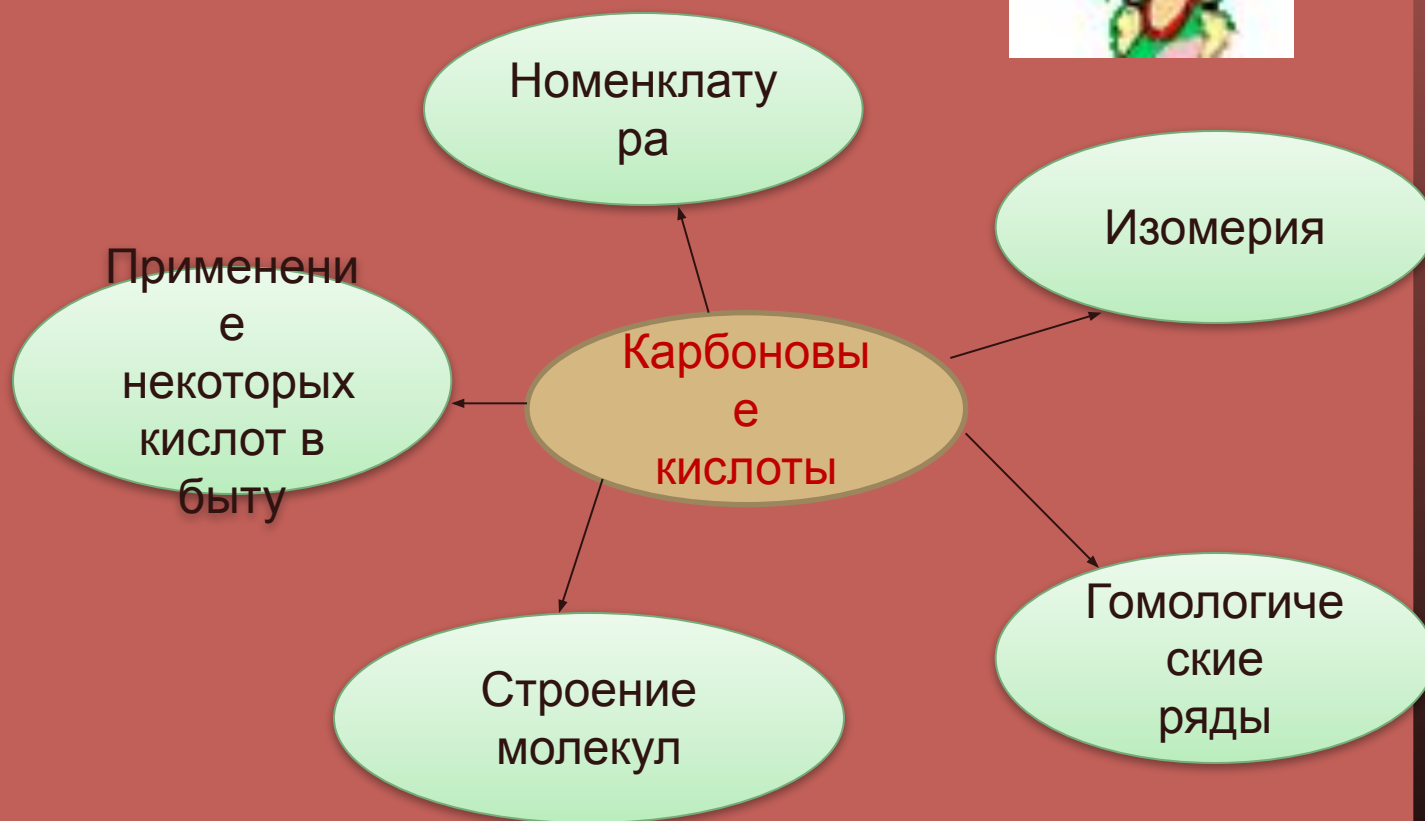 Номенклату
ра
Изомерия
Применени
е
некоторых
кислот в
быту
Карбоновы
е
кислоты
Гомологиче
ские
ряды
Строение
молекул